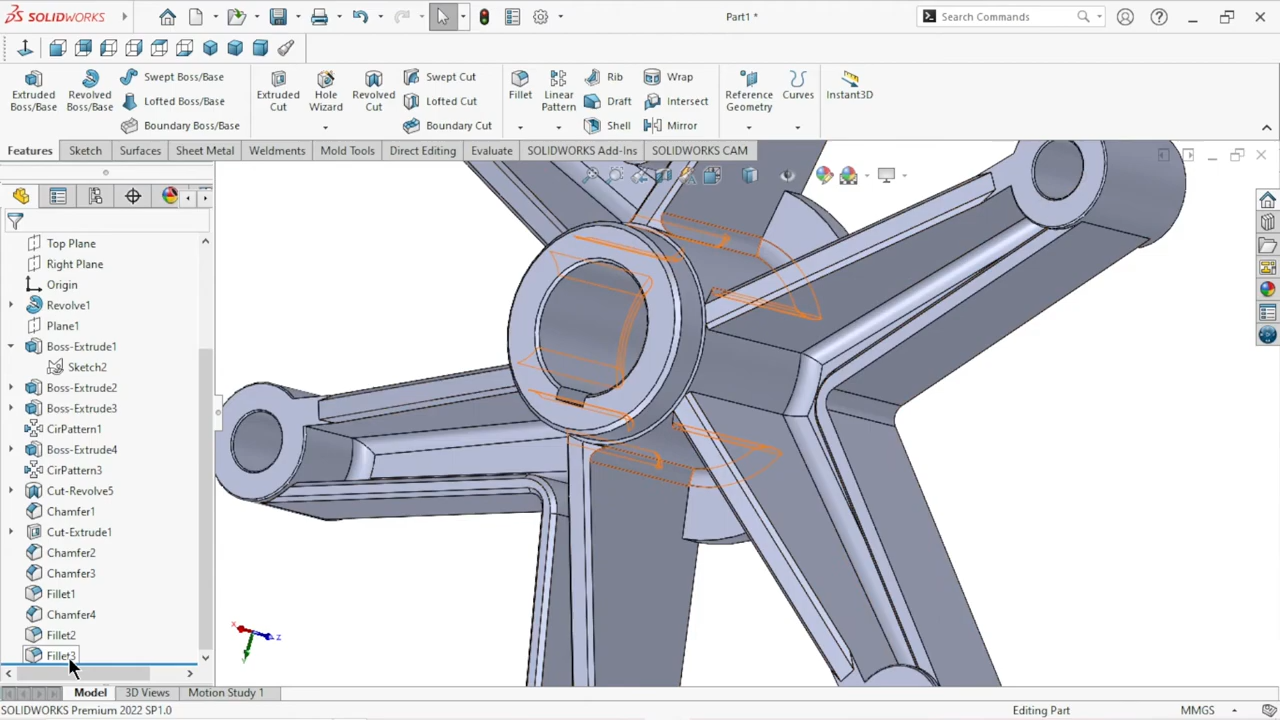 SOLIDWORKS
Part1 *
Search Commands
Extruded Boss/Base
Revolved Boss/Base
Swept Boss/Base
Lofted Boss/Base
Boundary Boss/Base
Extruded Cut
Hole Wizard
Revolved Cut
Swept Cut
Lofted Cut
Boundary Cut
Fillet
Linear Pattern
Rib
Draft
Shell
Wrap
Intersect
Mirror
Reference Geometry
Curves
Instant3D
Features
Sketch
Surfaces
Sheet Metal
Weldments
Mold Tools
Direct Editing
Evaluate
SOLIDWORKS Add-Ins
SOLIDWORKS CAM
Top Plane
Right Plane
Origin
Revolve1
Plane1
Boss-Extrude1
Sketch2
Boss-Extrude2
Boss-Extrude3
CirPattern1
Boss-Extrude4
CirPattern3
Cut-Revolve5
Chamfer1
Cut-Extrude1
Chamfer2
Chamfer3
Fillet1
Chamfer4
Fillet2
Fillet3
x
z
y
Model
3D Views
Motion Study 1
SOLIDWORKS Premium 2022 SP1.0
Editing Part
MMGS